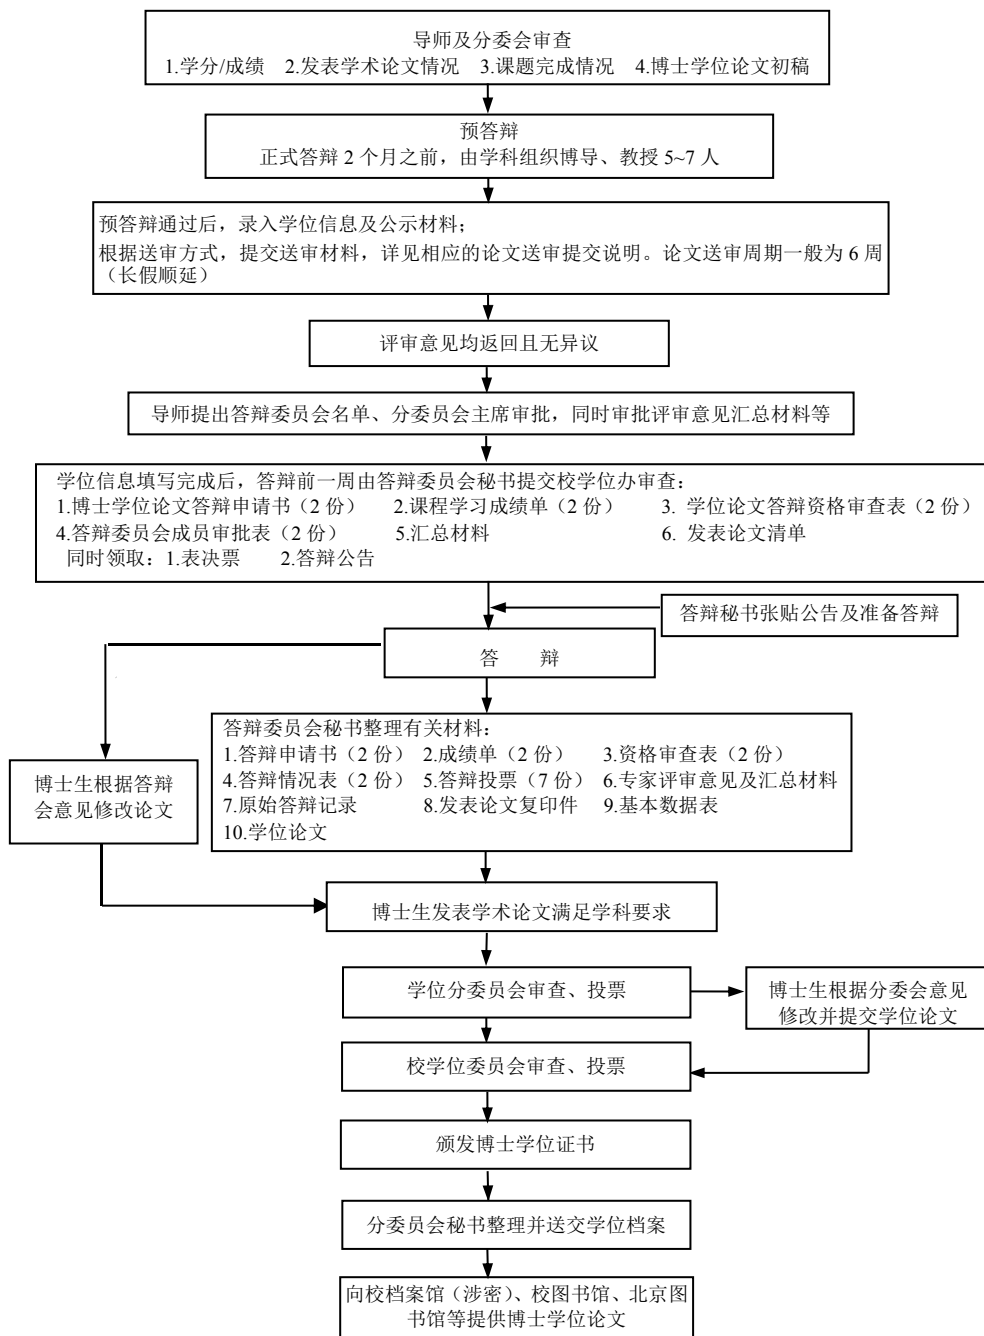 导师及分委会审查
1.学分/成绩 2.发表学术论文情况 3.课题完成情况 4.博士学位论文初稿
预答辩
正式答辩 2 个月之前，由学科组织博导、教授 5~7 人
预答辩通过后，录入学位信息及公示材料；
根据送审方式，提交送审材料，详见相应的论文送审提交说明。论文送审周期一般为 6 周
（长假顺延）
评审意见均返回且无异议
导师提出答辩委员会名单、分委员会主席审批，同时审批评审意见汇总材料等
学位信息填写完成后，答辩前一周由答辩委员会秘书提交校学位办审查：
1.博士学位论文答辩申请书（2 份） 2.课程学习成绩单（2 份） 3. 学位论文答辩资格审查表（2 份）
4.答辩委员会成员审批表（2 份） 5.汇总材料 6. 发表论文清单
同时领取：1.表决票 2.答辩公告
答辩秘书张贴公告及准备答辩
答 辩
答辩委员会秘书整理有关材料：
1.答辩申请书（2 份） 2.成绩单（2 份） 3.资格审查表（2 份）
4.答辩情况表（2 份） 5.答辩投票（7 份） 6.专家评审意见及汇总材料
7.原始答辩记录 8.发表论文复印件 9.基本数据表
10.学位论文
博士生根据答辩
会意见修改论文
博士生发表学术论文满足学科要求
学位分委员会审查、投票
博士生根据分委会意见
修改并提交学位论文
校学位委员会审查、投票
颁发博士学位证书
分委员会秘书整理并送交学位档案
向校档案馆（涉密）、校图书馆、北京图
书馆等提供博士学位论文